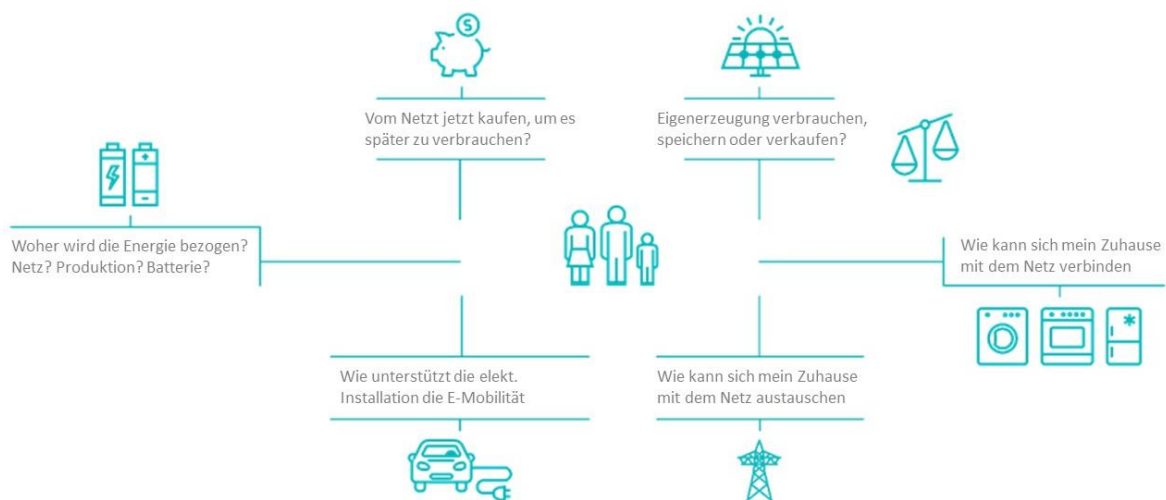 Vom Netzt jetzt kaufen, um es
später zu verbrauchen?
Eigenerzeugung verbrauchen,
speichern oder verkaufen?
Woher wird die Energie bezogen?
Netz? Produktion? Batterie?
Wie kann sich mein Zuhause
mit dem Netz verbinden
Wie unterstützt die elekt.
Installation die E-Mobilität
Wie kann sich mein Zuhause
mit dem Netz austauschen